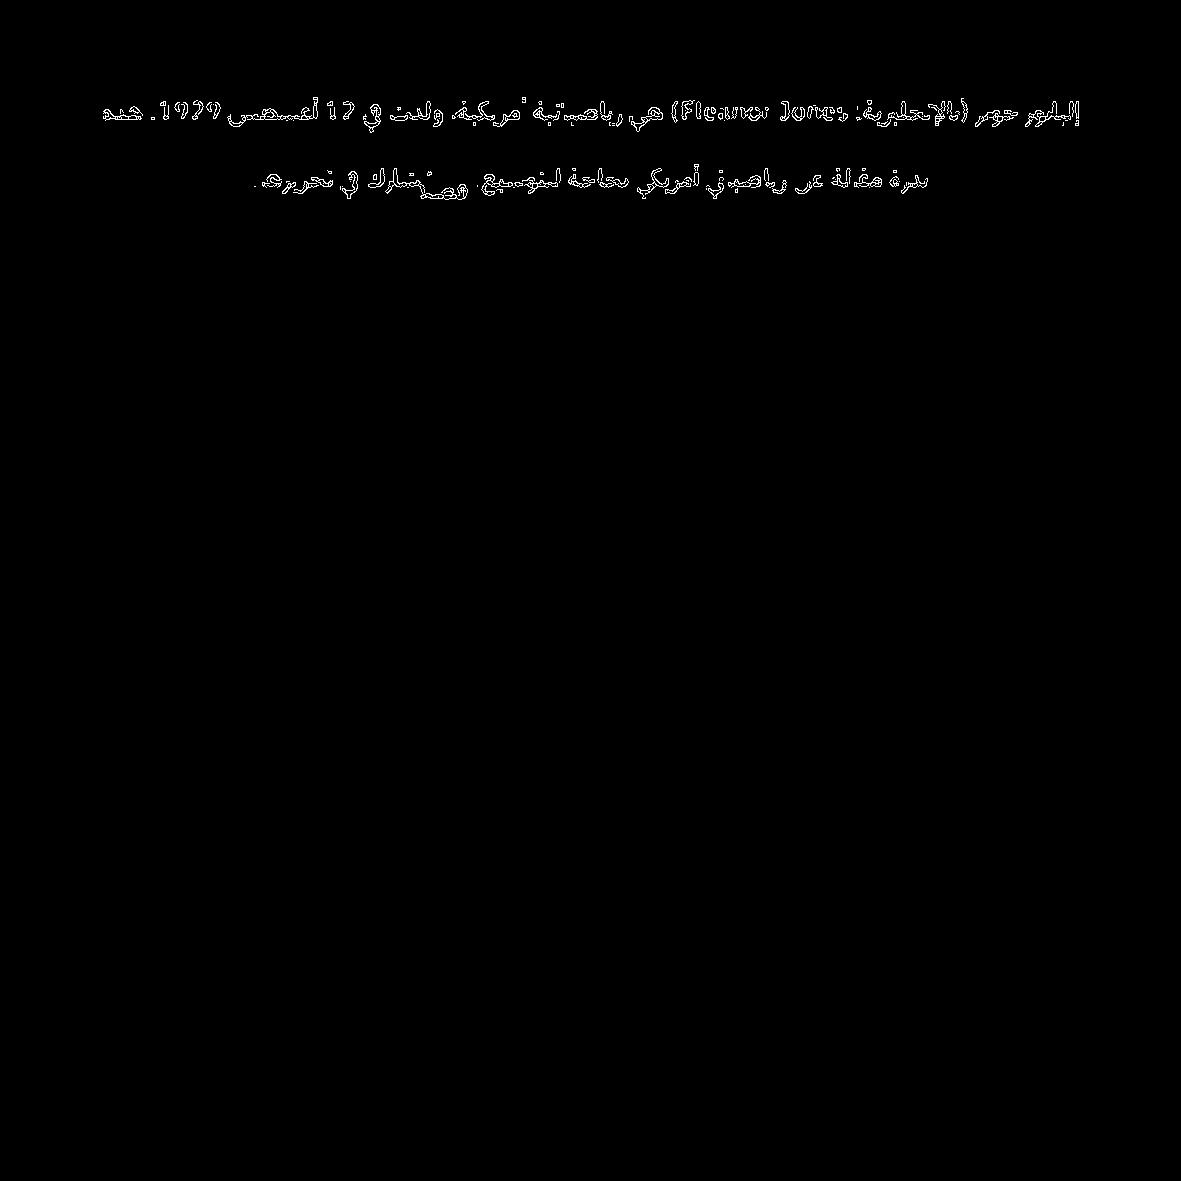 إليانور جونز (بالإنجليزية: Eleanor Jones) هي رياضياتية أمريكية، ولدت في 12 أغسطس 1929. هذه
بذرة مقالة عن رياضياتي أمريكي بحاجة للتوسيع. شارك في تحريرها.